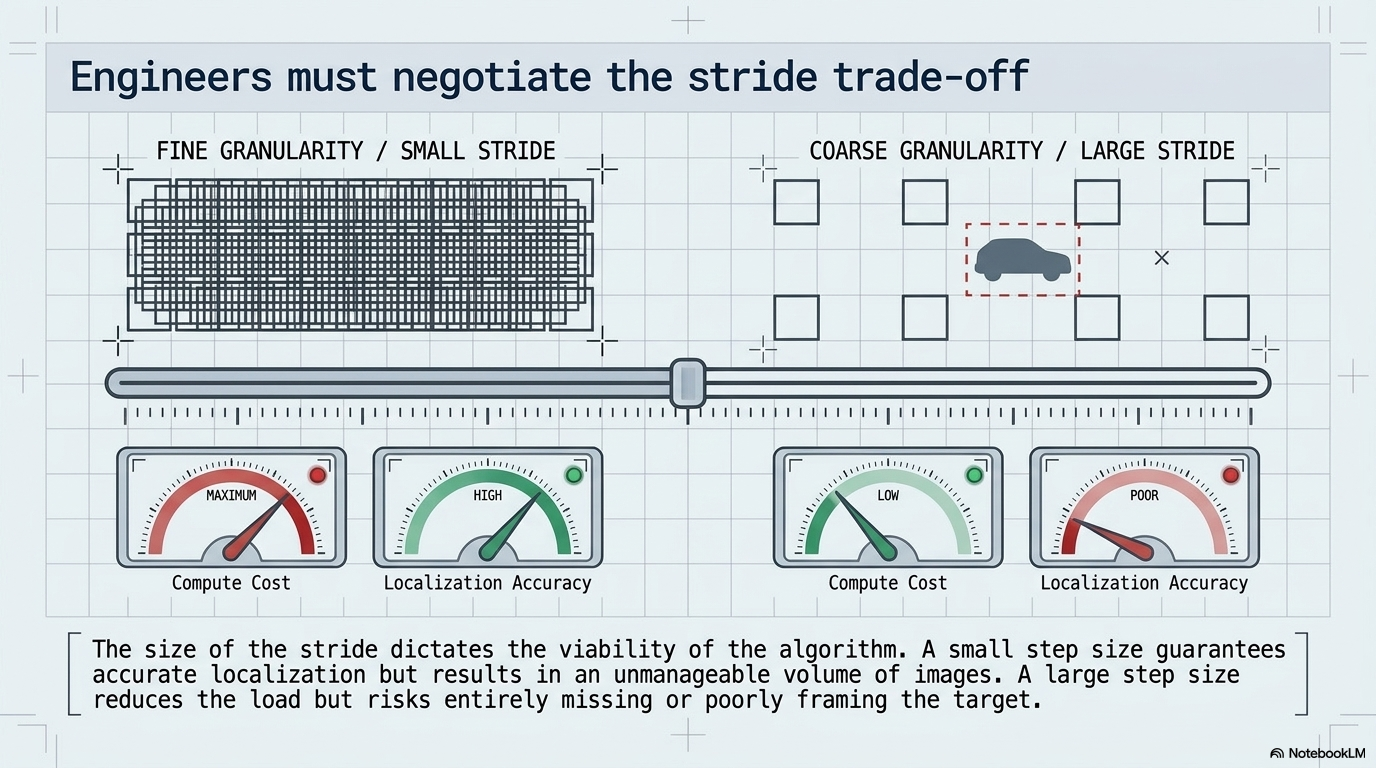 Engineers must negotiate the stride trade-off
FINE GRANULARITY / SMALL STRIDE
COARSE GRANULARITY / LARGE STRIDE
MAXIMUM
HIGH
LOW
POOR
Compute Cost
Localization Accuracy
Compute Cost
Localization Accuracy
The size of the stride dictates the viability of the algorithm. A small step size guarantees
accurate localization but results in an unmanageable volume of images. A large step size
reduces the load but risks entirely missing or poorly framing the target.
NotebookLM